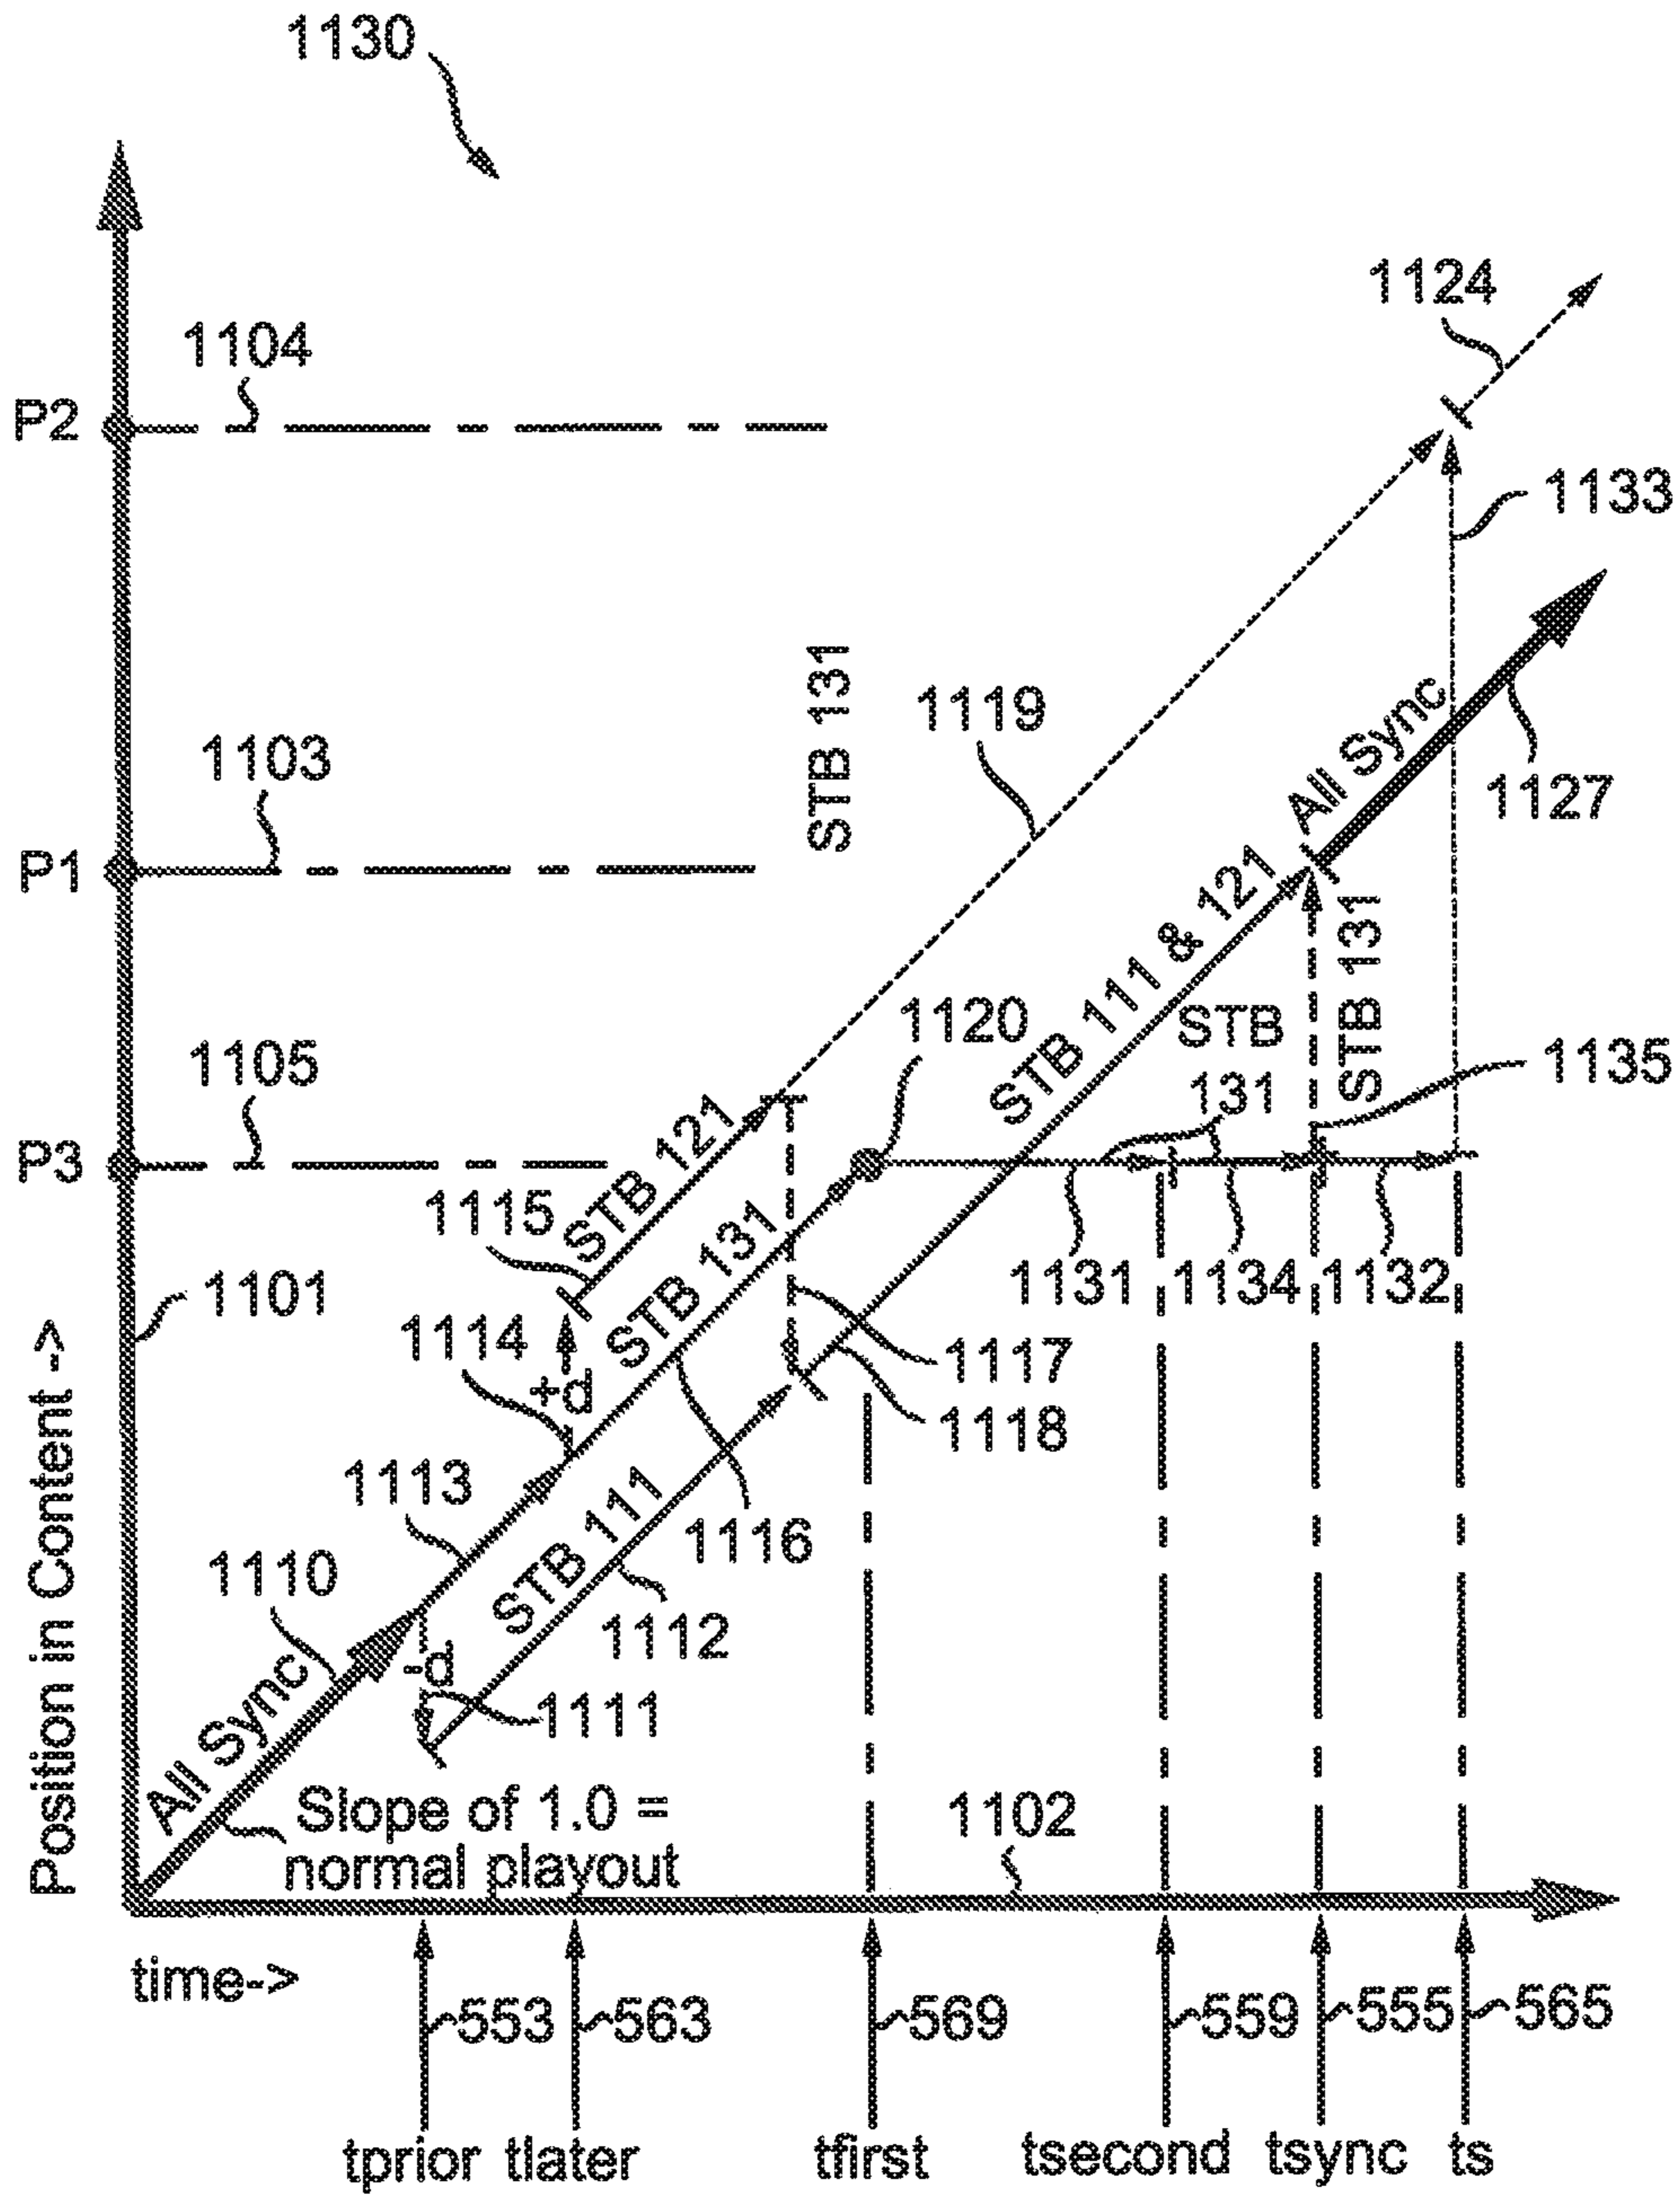 1130
1124
1104
P2
1133
STB 131
1119
1103
All Sync
1127
P1
STB 111 & 121
STB 131
1120
STB
131
1135
1105
P3
STB 121
1115
STB 131
1131
1134
1132
1101
1114
+d
1117
1118
1113
STB 111
1116
1110
1112
-d
1111
All Sync
Position in Content ->
Slope of 1.0 =
normal playout
1102
time->
553
563
569
559
555
565
tprior
tlater
tfirst
tsecond
tsync
ts